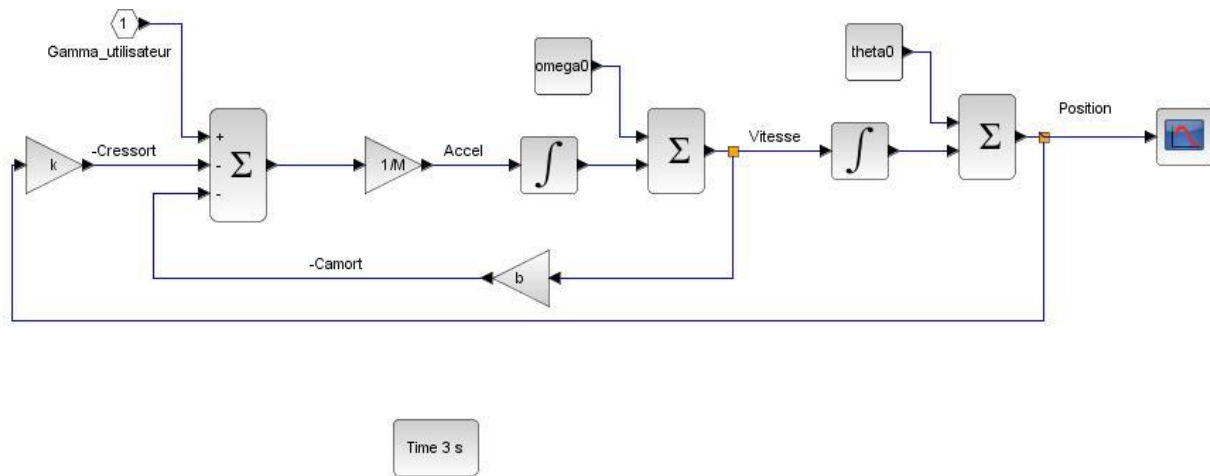 1
Gamma_utilisateur
omega0
theta0
Position
k
-Cressort
+
-
-
Σ
1/M
Accel
∫
Σ
Vitesse
∫
Σ
-Camort
b
Time 3 s